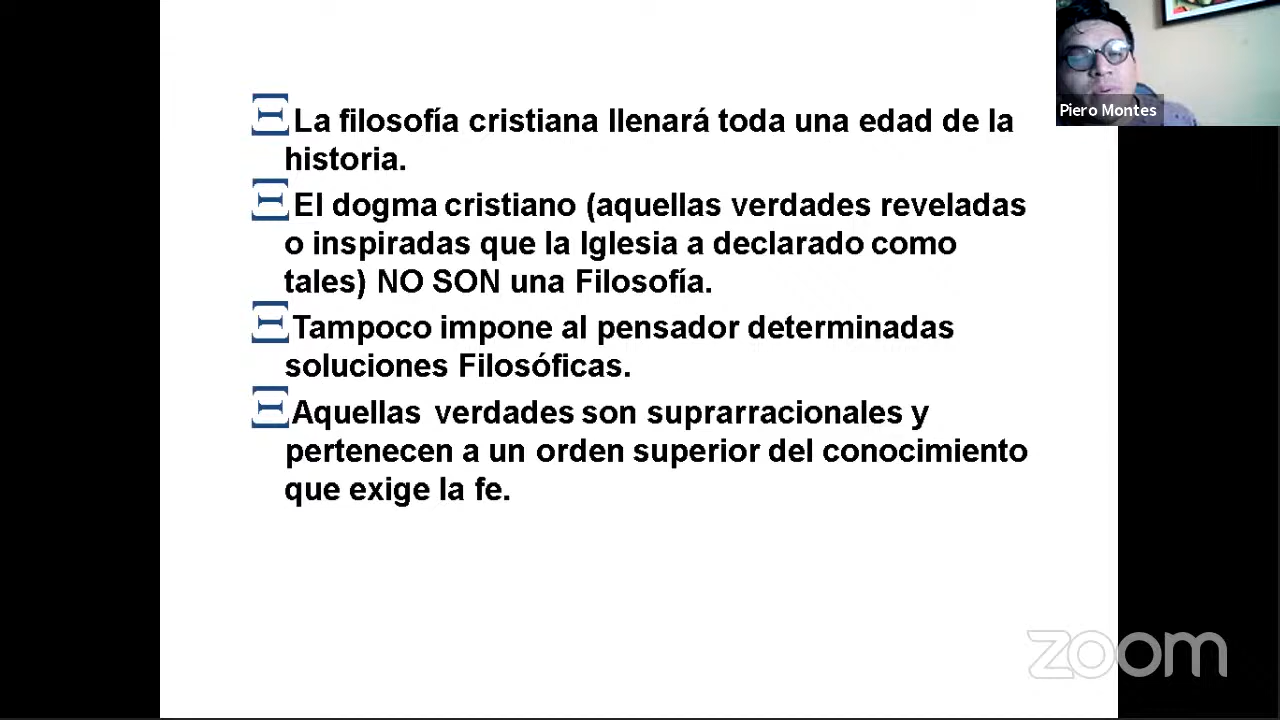 La filosofía cristiana llenará toda una edad de la
historia.
El dogma cristiano (aquellas verdades reveladas
o inspiradas que la Iglesia a declarado como
tales) NO SON una Filosofía.
Tampoco impone al pensador determinadas
soluciones Filosóficas.
Aquellas verdades son suprarracionales y
pertenecen a un orden superior del conocimiento
que exige la fe.
Piero Montes
zoom